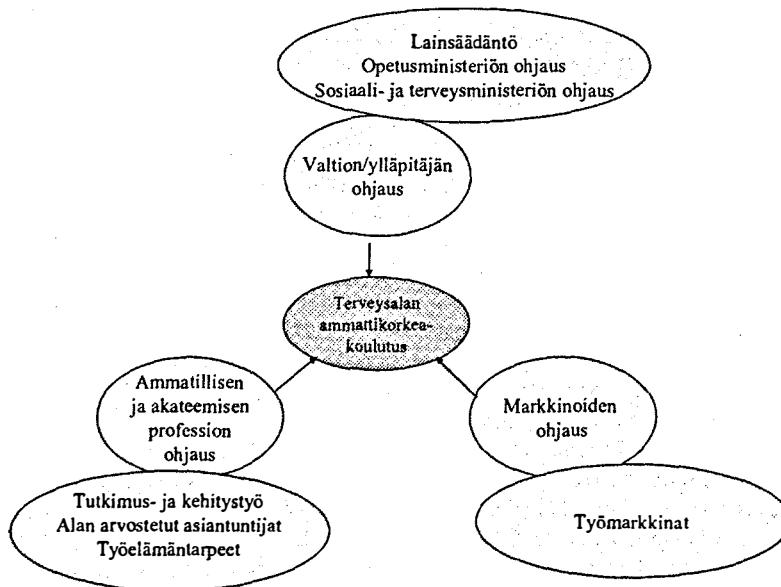 Lainsäädäntö
Opetusministeriön ohjaus
Sosiaali- ja terveysministeriön ohjaus
Valtion/ylläpitäjän
ohjaus
Terveysalan
ammattikorkea-
koulutus
Ammatillisen
ja akateemisen
profession
ohjaus
Markkinoiden
ohjaus
Tutkimus- ja kehitystyö
Alan arvostetut asiantuntijat
Työelämäntarpeet
Työmarkkinat